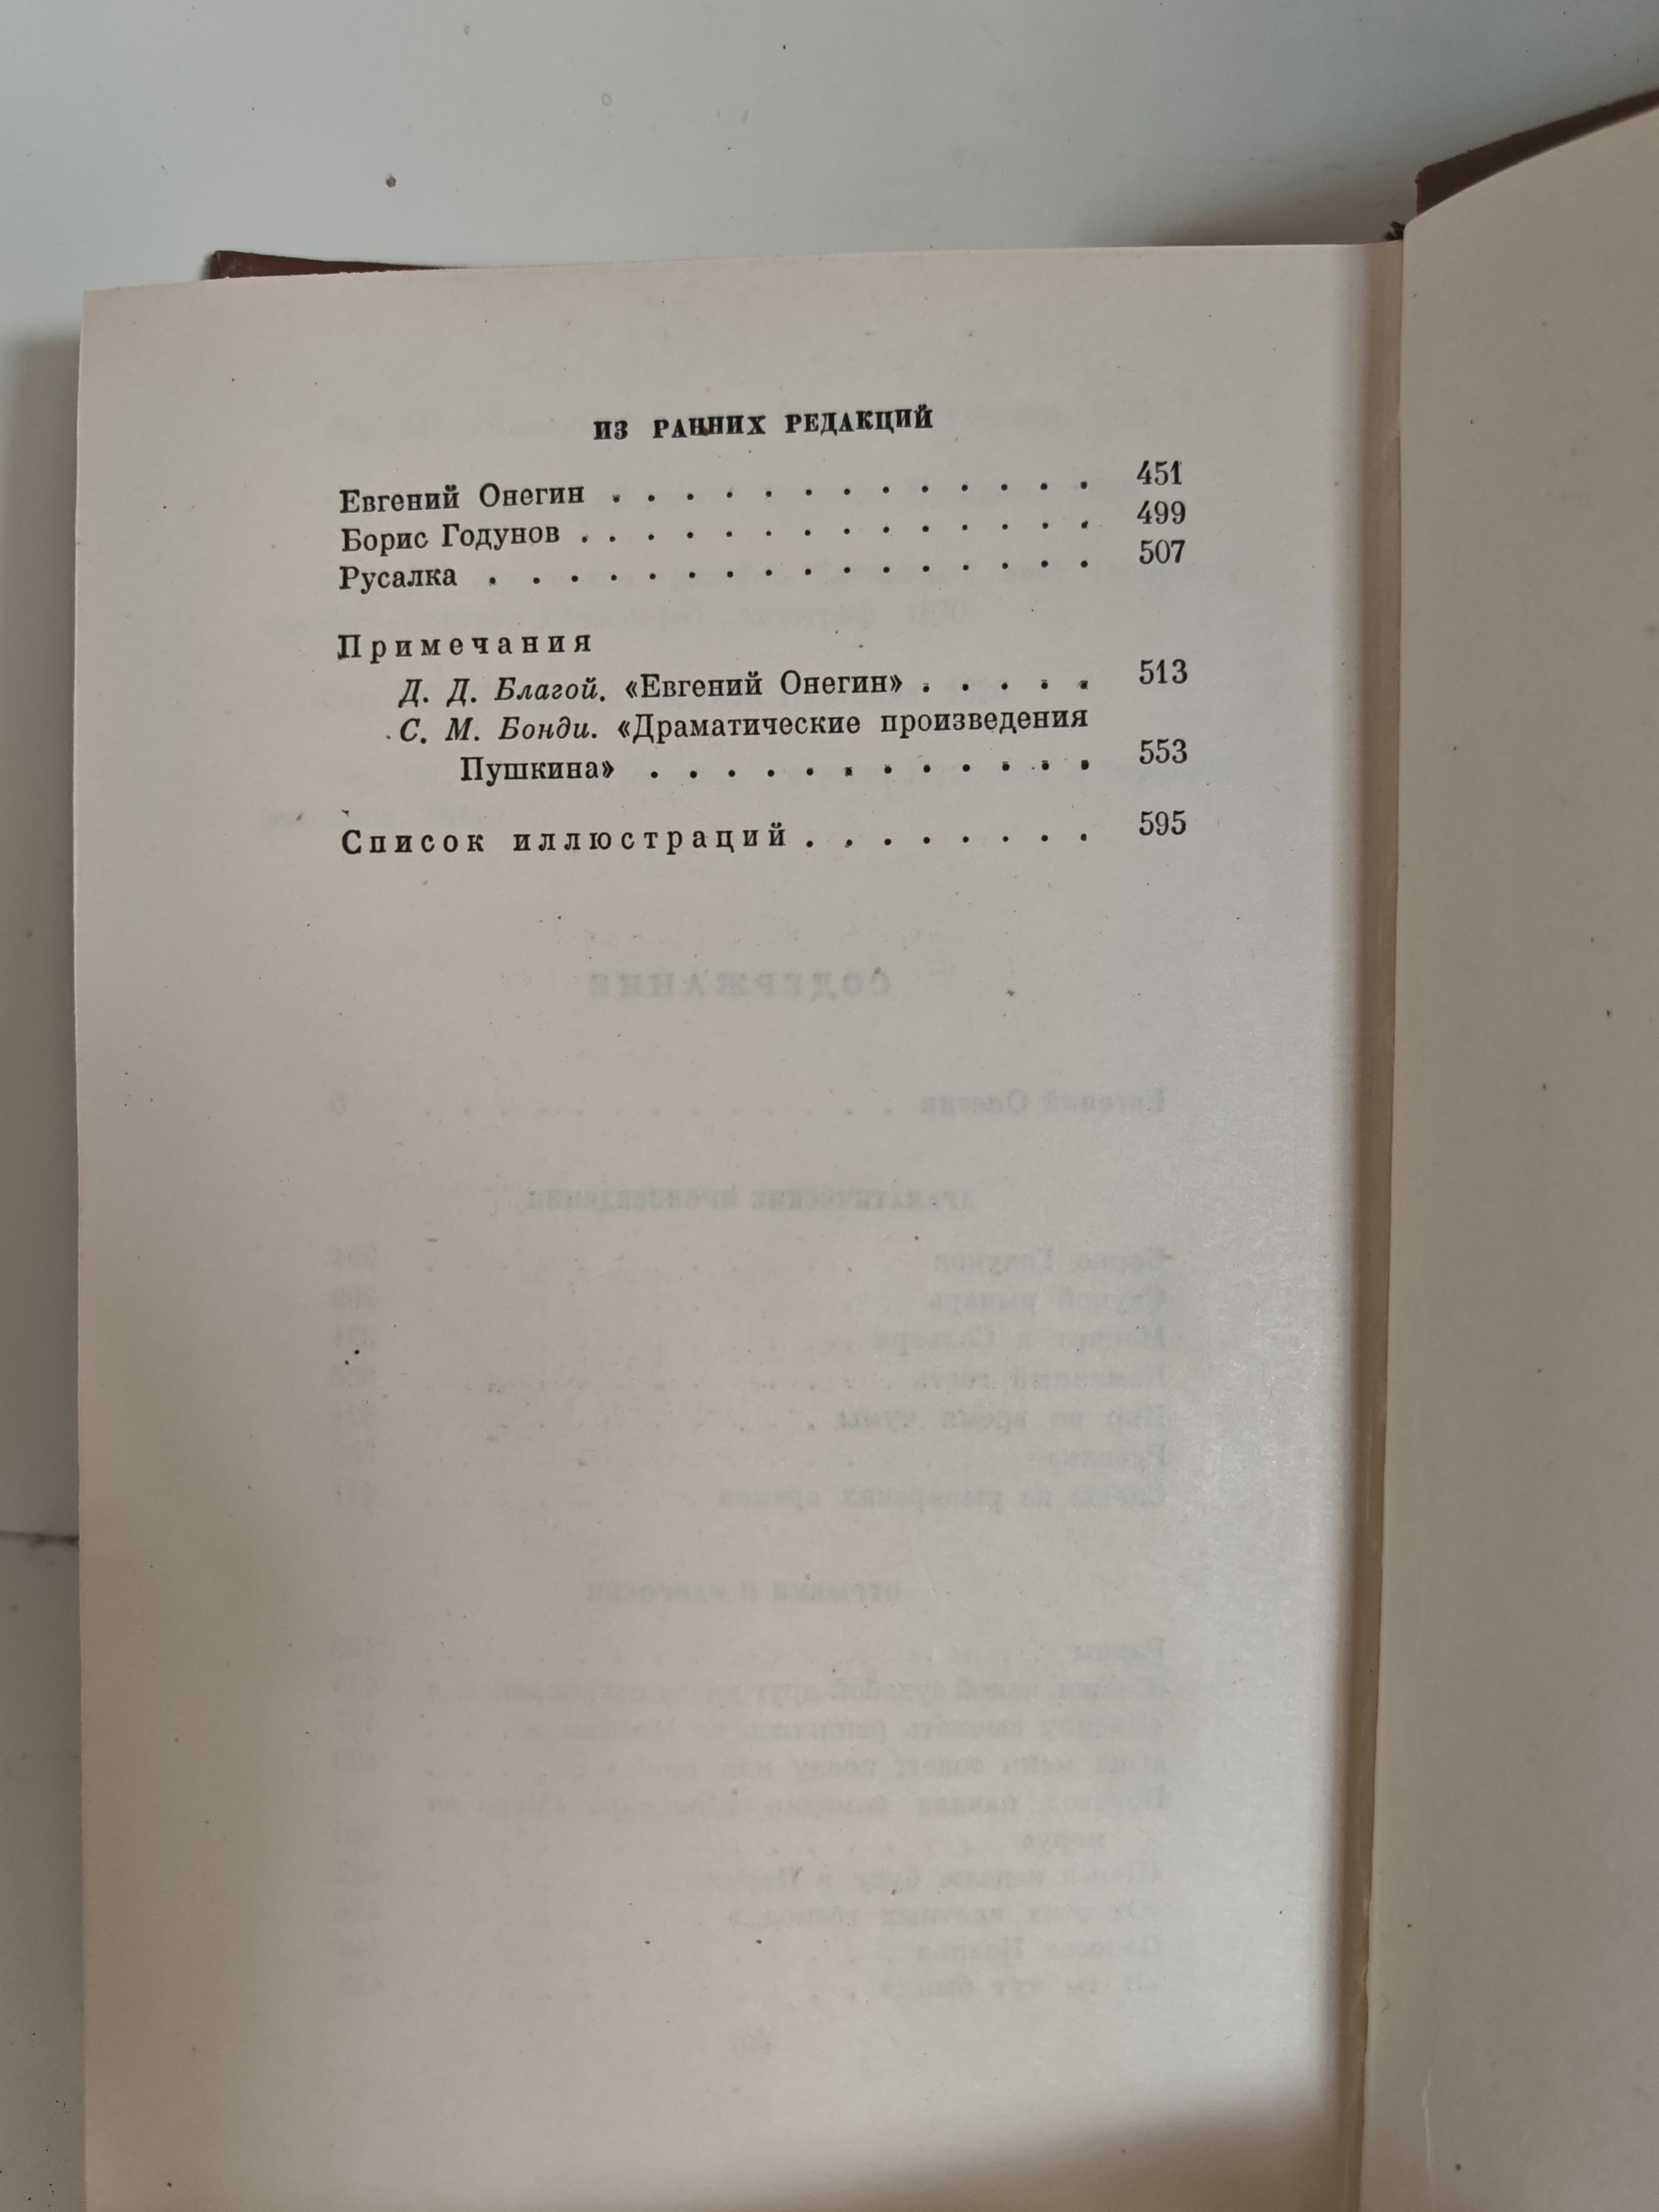 ИЗ РАННИХ РЕДАКЦИЙ
Евгений Онегин . . . . . . . . . . . . . 451
Борис Годунов . . . . . . . . . . . . . . 499
Русалка . . . . . . . . . . . . . . . . 507
Примечания
Д. Д. Благой. «Евгений Онегин» . . . . . 513
С. М. Бонди. «Драматические произведения
Пушкина» . . . . . . . . . . . . 553
Список иллюстраций . . . . . . . . 595